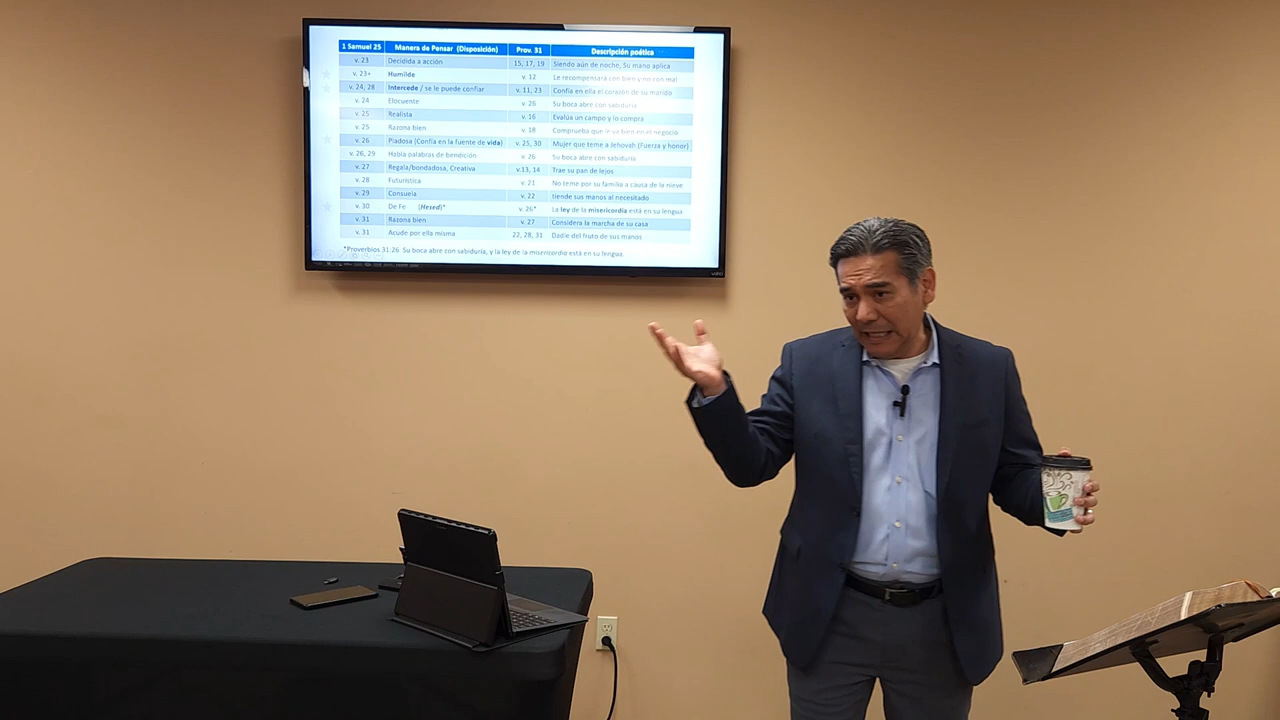 1 Samuel 25 Manera de Pensar (Disposición) Prov. 31 Descripción poética
v. 23 Decidida a acción 15, 17, 19 Siendo aún de noche, Su mano aplica
v. 23+ Humilde v. 12 Le recompensará con bien y no con mal
v. 24, 28 Intercede / se le puede confiar v. 11, 23 Confía en ella el corazón de su marido
v. 24 Elocuente v. 26 Su boca abre con sabiduría
v. 25 Realista v. 16 Evalúa un campo y lo compra
v. 25 Razona bien v. 18 Comprueba que le va bien en el negocio
v. 26 Piadosa (Confía en la fuente de vida) v. 25, 30 Mujer que teme a Jehovah (Fuerza y honor)
v. 26, 29 Habla palabras de bendición v. 26 Su boca abre con sabiduría
v. 27 Regala/bondadosa, Creativa v.13, 14 Trae su pan de lejos
v. 28 Futurística v. 21 No teme por su familia a causa de la nieve
v. 29 Consuela v. 22 tiende sus manos al necesitado
v. 30 De Fe (Hesed)* v. 26* La ley de la misericordia está en su lengua
v. 31 Razona bien v. 27 Considera la marcha de su casa
v. 31 Acude por ella misma 22, 28, 31 Dadle del fruto de sus manos
*Proverbios 31:26 Su boca abre con sabiduría, y la ley de la misericordia está en su lengua.
VIZIO